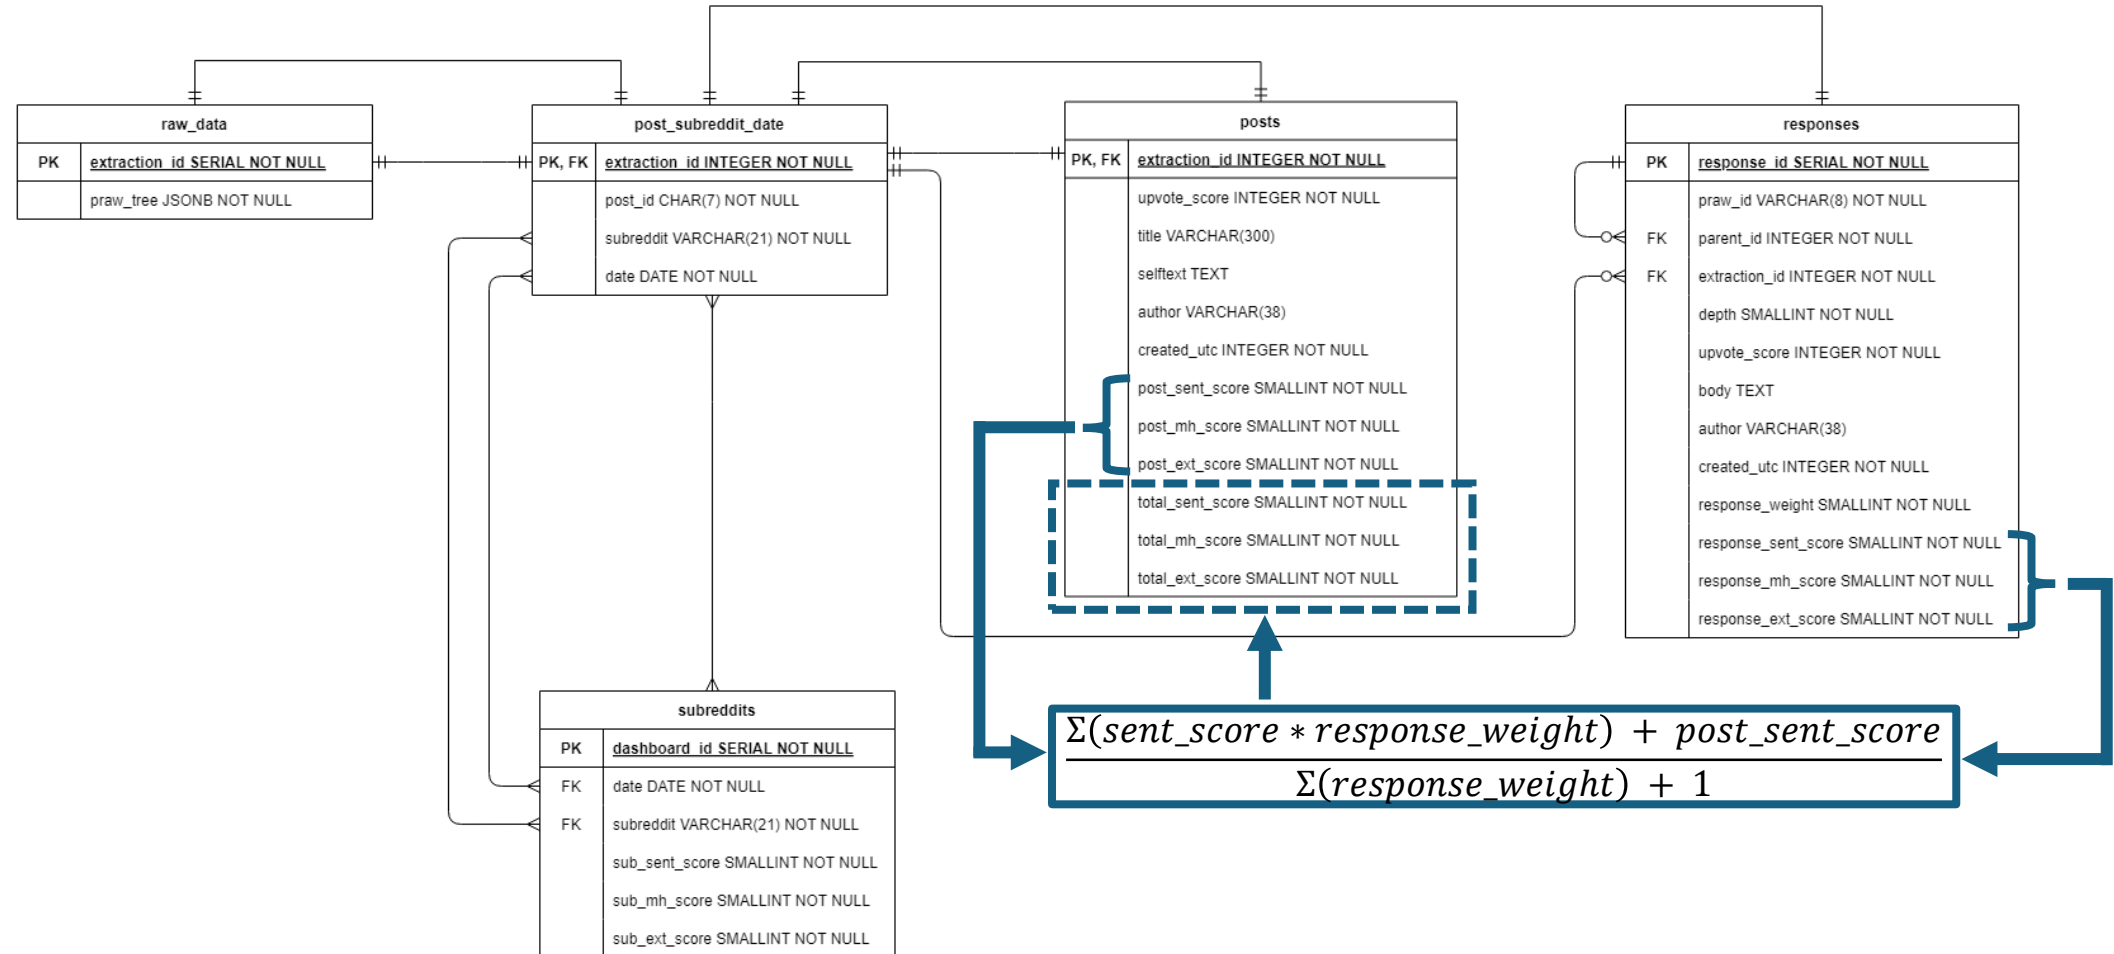 raw_data
PK extraction_id SERIAL NOT NULL
praw_tree JSONB NOT NULL
post_subreddit_date
PK, FK extraction_id INTEGER NOT NULL
post_id CHAR(7) NOT NULL
subreddit VARCHAR(21) NOT NULL
date DATE NOT NULL
posts
PK, FK extraction_id INTEGER NOT NULL
upvote_score INTEGER NOT NULL
title VARCHAR(300)
selftext TEXT
author VARCHAR(38)
created_utc INTEGER NOT NULL
post_sent_score SMALLINT NOT NULL
post_mh_score SMALLINT NOT NULL
post_ext_score SMALLINT NOT NULL
total_sent_score SMALLINT NOT NULL
total_mh_score SMALLINT NOT NULL
total_ext_score SMALLINT NOT NULL
responses
PK response_id SERIAL NOT NULL
praw_id VARCHAR(8) NOT NULL
FK parent_id INTEGER NOT NULL
FK extraction_id INTEGER NOT NULL
depth SMALLINT NOT NULL
upvote_score INTEGER NOT NULL
body TEXT
author VARCHAR(38)
created_utc INTEGER NOT NULL
response_weight SMALLINT NOT NULL
response_sent_score SMALLINT NOT NULL
response_mh_score SMALLINT NOT NULL
response_ext_score SMALLINT NOT NULL
subreddits
PK dashboard_id SERIAL NOT NULL
FK date DATE NOT NULL
FK subreddit VARCHAR(21) NOT NULL
sub_sent_score SMALLINT NOT NULL
sub_mh_score SMALLINT NOT NULL
sub_ext_score SMALLINT NOT NULL
Σ(sent_score * response_weight) + post_sent_score
Σ(response_weight) + 1